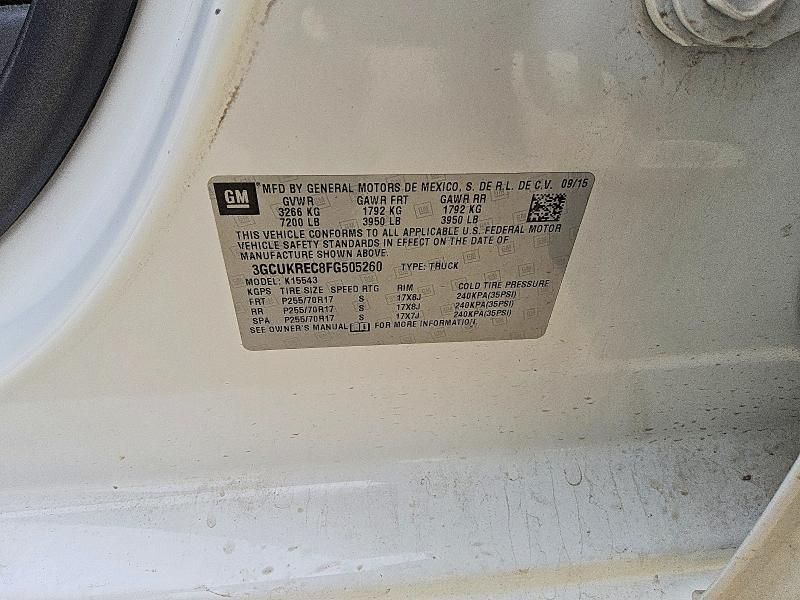 GM MFD BY GENERAL MOTORS DE MEXICO, S. DE R.L. DE C.V. 09/15
GVWR GAWR FRT GAWR RR
3266 KG 1792 KG 1792 KG
7200 LB 3950 LB 3950 LB
THIS VEHICLE CONFORMS TO ALL APPLICABLE U.S. FEDERAL MOTOR
VEHICLE SAFETY STANDARDS IN EFFECT ON THE DATE OF
MANUFACTURE SHOWN ABOVE.
3GCUKREC8FG505260 TYPE: TRUCK
MODEL: K15543
KGPS TIRE SIZE SPEED RTG RIM COLD TIRE PRESSURE
FRT P255/70R17 S 17X8J 240KPA(35PSI)
RR P255/70R17 S 17X8J 240KPA(35PSI)
SPA P255/70R17 S 17X7J 240KPA(35PSI)
SEE OWNER'S MANUAL FOR MORE INFORMATION.